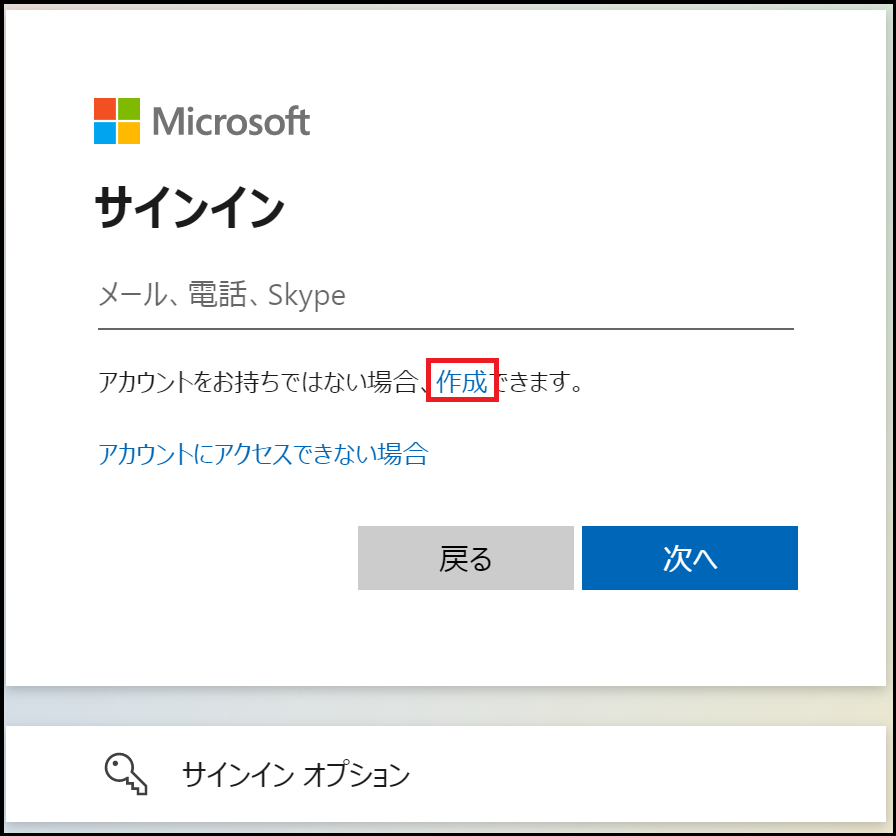 Microsoft
サインイン
メール、電話、Skype
アカウントをお持ちではない場合、作成できます。
アカウントにアクセスできない場合
戻る
次へ
サインイン オプション